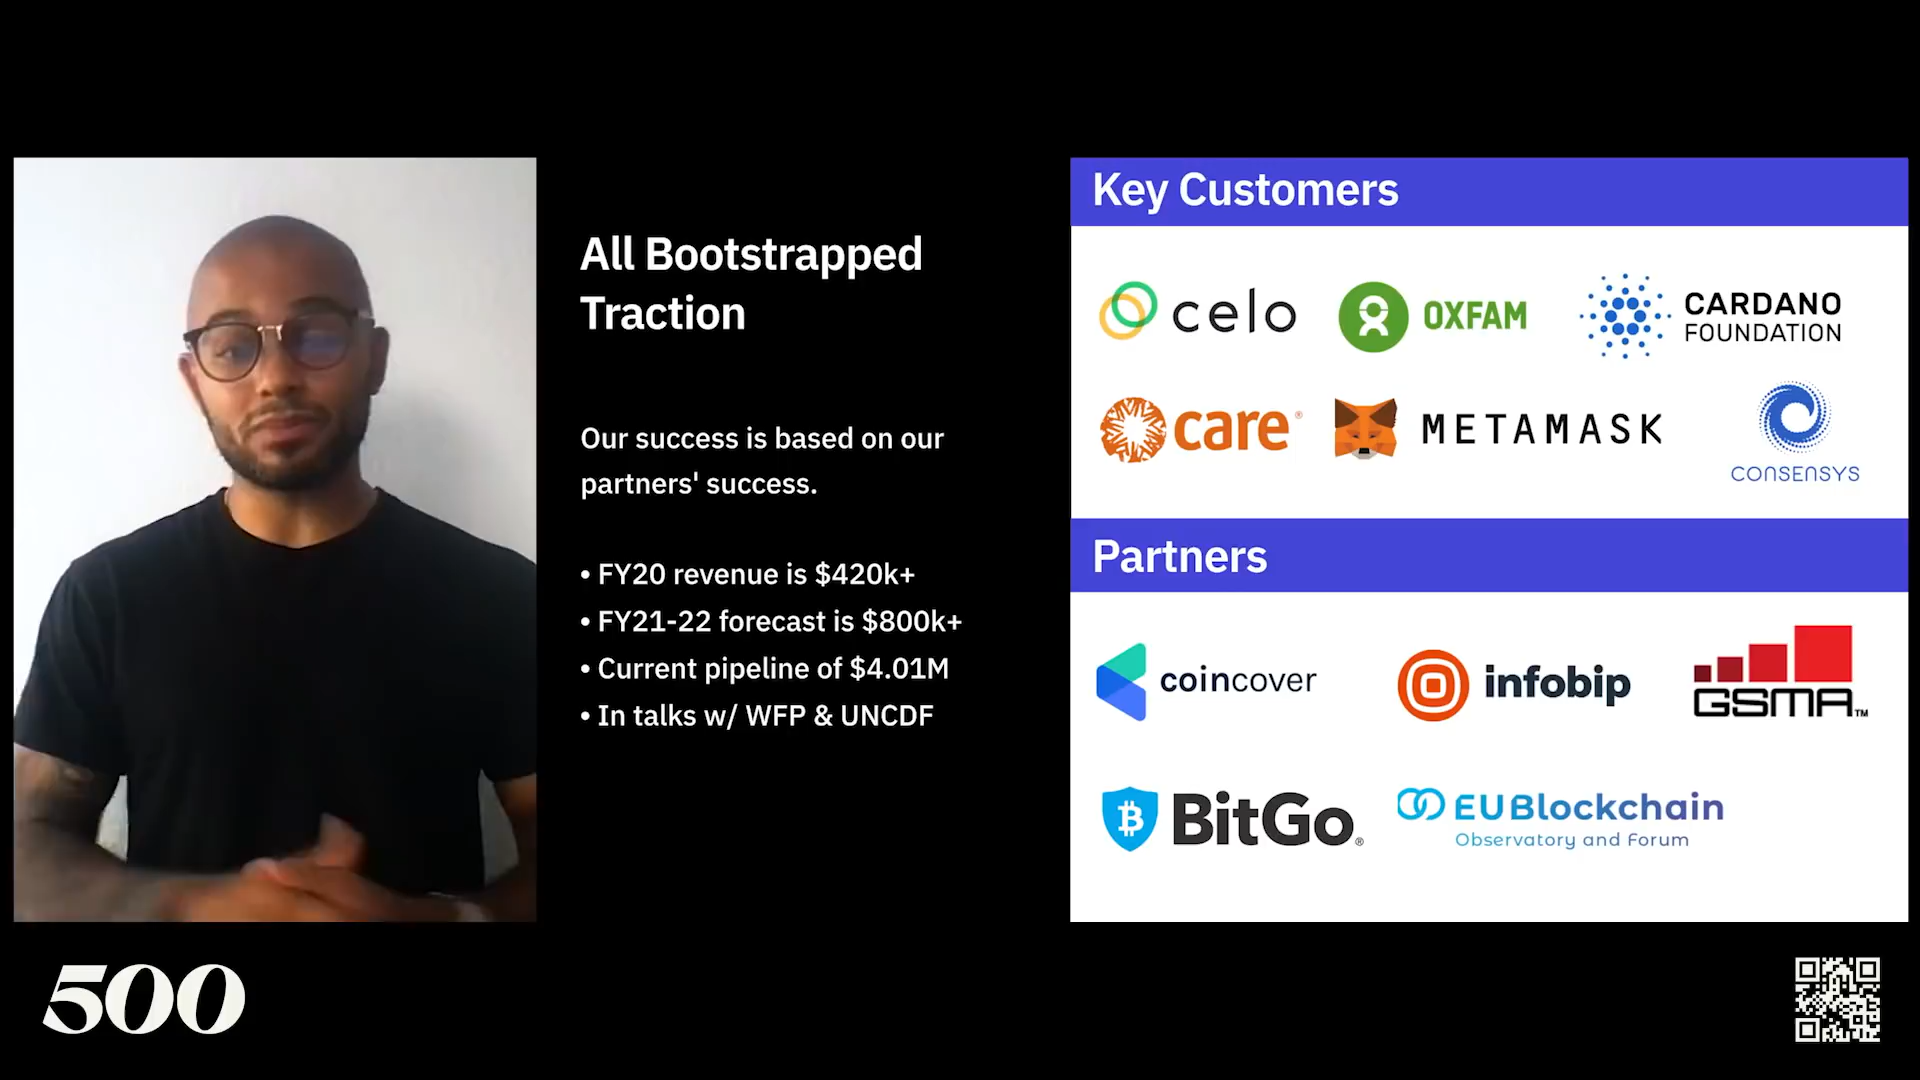 All Bootstrapped
Traction
Our success is based on our
partners' success.
• FY20 revenue is $420k+
• FY21-22 forecast is $800k+
• Current pipeline of $4.01M
• In talks w/ WFP & UNCDF
Key Customers
celo
OXFAM
CARDANO
FOUNDATION
care®
METAMASK
CONSENSYS
Partners
coincover
infobip
GSMA™
BitGo®
EUBlockchain
Observatory and Forum
500